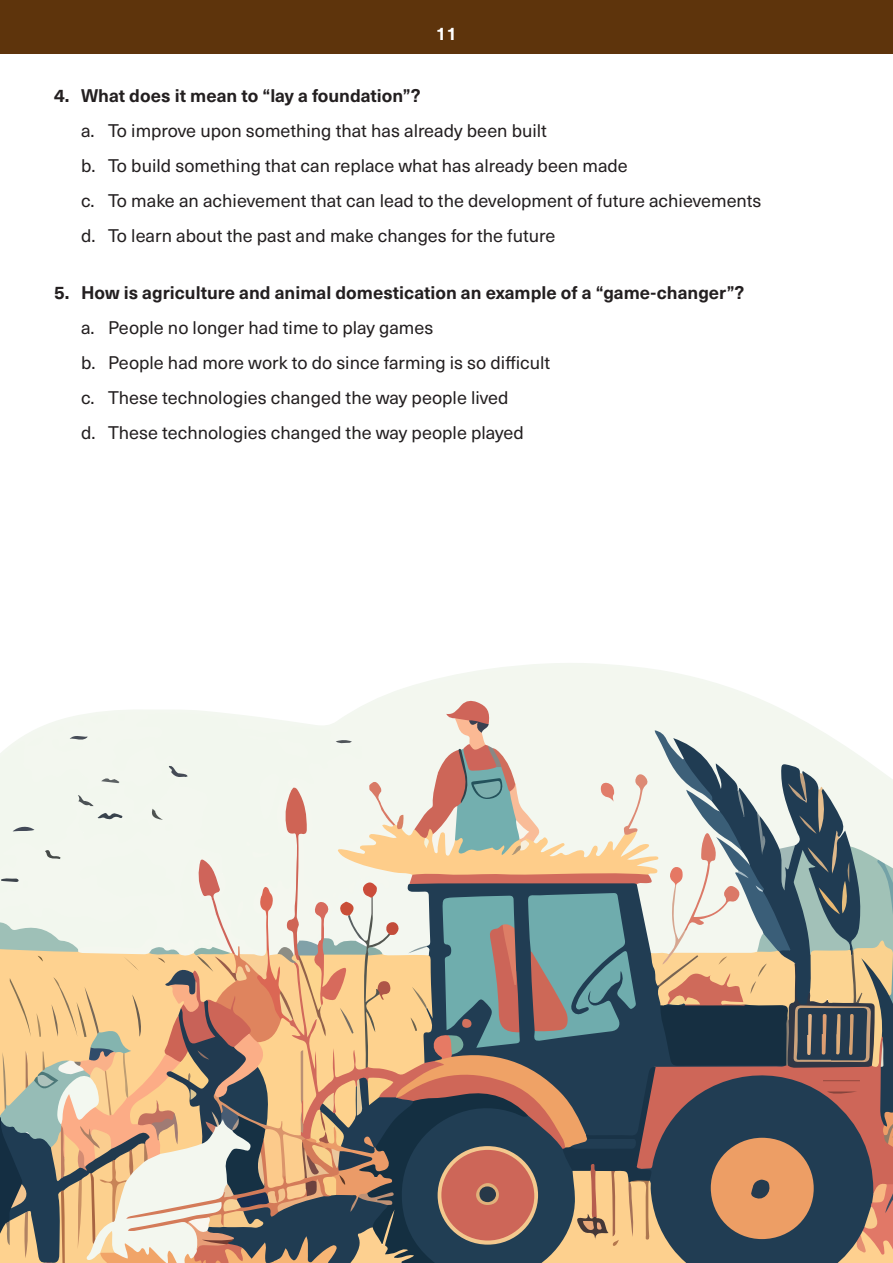 11
4. What does it mean to “lay a foundation”?
a. To improve upon something that has already been built
b. To build something that can replace what has already been made
c. To make an achievement that can lead to the development of future achievements
d. To learn about the past and make changes for the future
5. How is agriculture and animal domestication an example of a “game-changer”?
a. People no longer had time to play games
b. People had more work to do since farming is so difficult
c. These technologies changed the way people lived
d. These technologies changed the way people played